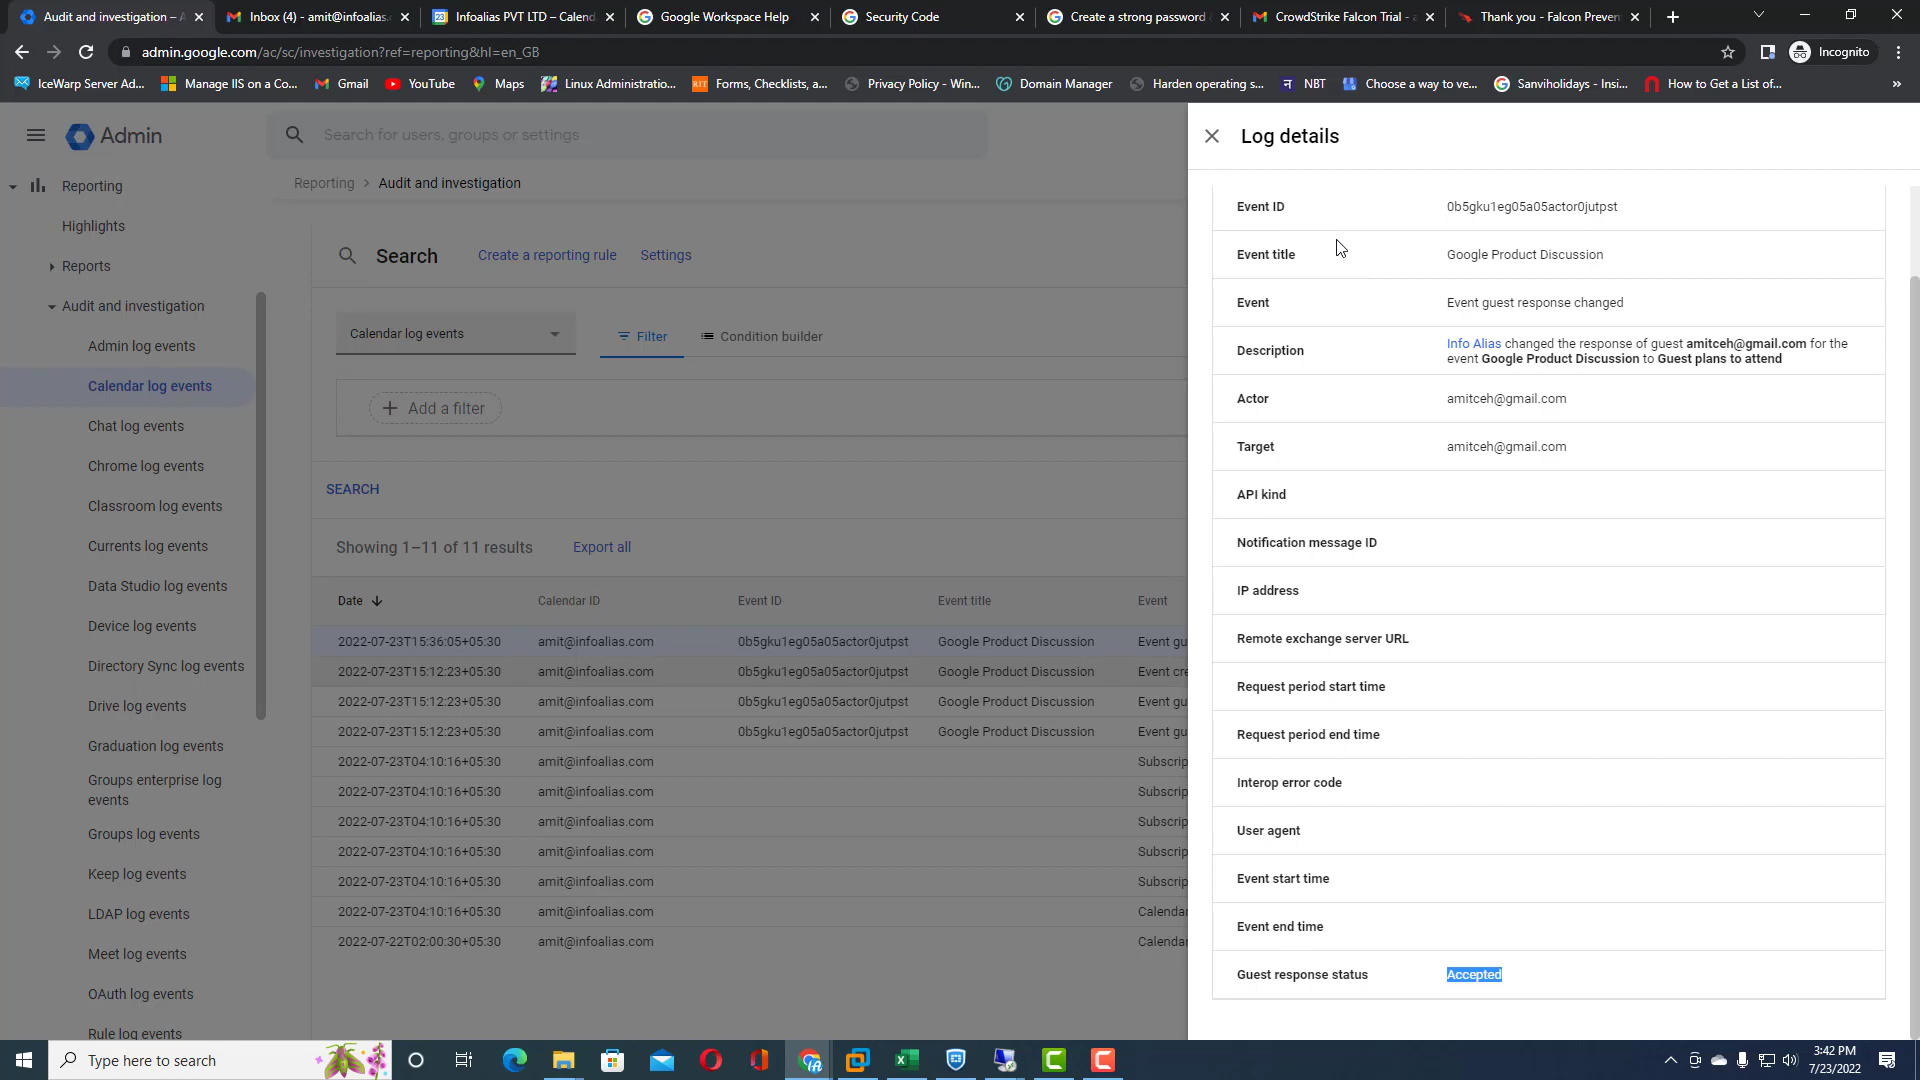 Audit and investigation – A
Inbox (4) - amit@infoalias.
Infoalias PVT LTD – Calend
Google Workspace Help
Security Code
Create a strong password
CrowdStrike Falcon Trial - a
Thank you - Falcon Preven
admin.google.com/ac/sc/investigation?ref=reporting&hl=en_GB
Incognito
IceWarp Server Ad...
Manage IIS on a Co...
Gmail
YouTube
Maps
Linux Administratio...
RIT
Forms, Checklists, a...
Privacy Policy - Win...
Domain Manager
Harden operating s...
न
NBT
Choose a way to ve...
Sanviholidays - Insi...
How to Get a List of...
»
Admin
Search for users, groups or settings
Reporting
Highlights
Reports
Audit and investigation
Admin log events
Calendar log events
Chat log events
Chrome log events
Classroom log events
Currents log events
Data Studio log events
Device log events
Directory Sync log events
Drive log events
Graduation log events
Groups enterprise log
events
Groups log events
Keep log events
LDAP log events
Meet log events
OAuth log events
Rule log events
Reporting > Audit and investigation
Search
Create a reporting rule
Settings
Calendar log events
Filter
Condition builder
Add a filter
SEARCH
Showing 1–11 of 11 results
Export all
Date Calendar ID Event ID Event title Event
2022-07-23T15:36:05+05:30 amit@infoalias.com 0b5gku1eg05a05actor0jutpst Google Product Discussion Event gu
2022-07-23T15:12:23+05:30 amit@infoalias.com 0b5gku1eg05a05actor0jutpst Google Product Discussion Event cre
2022-07-23T15:12:23+05:30 amit@infoalias.com 0b5gku1eg05a05actor0jutpst Google Product Discussion Event gu
2022-07-23T15:12:23+05:30 amit@infoalias.com 0b5gku1eg05a05actor0jutpst Google Product Discussion Event gu
2022-07-23T04:10:16+05:30 amit@infoalias.com Subscrip
2022-07-23T04:10:16+05:30 amit@infoalias.com Subscrip
2022-07-23T04:10:16+05:30 amit@infoalias.com Subscrip
2022-07-23T04:10:16+05:30 amit@infoalias.com Subscrip
2022-07-23T04:10:16+05:30 amit@infoalias.com Subscrip
2022-07-23T04:10:16+05:30 amit@infoalias.com Calendar
2022-07-22T02:00:30+05:30 amit@infoalias.com Calendar
Log details
Event ID 0b5gku1eg05a05actor0jutpst
Event title Google Product Discussion
Event Event guest response changed
Description Info Alias changed the response of guest amitceh@gmail.com for the
event Google Product Discussion to Guest plans to attend
Actor amitceh@gmail.com
Target amitceh@gmail.com
API kind
Notification message ID
IP address
Remote exchange server URL
Request period start time
Request period end time
Interop error code
User agent
Event start time
Event end time
Guest response status Accepted
Type here to search
3:42 PM
7/23/2022